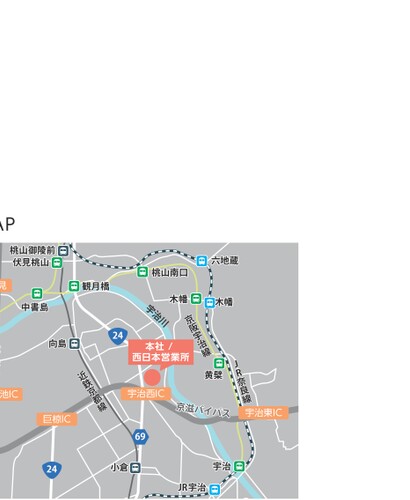 AP
桃山御陵前
伏見桃山
六地蔵
桃山南口
見
観月橋
木幡
木幡
中書島
宇治川
京阪宇治線
24
向島
本社 /
西日本営業所
黄檗
JR奈良線
近鉄京都線
池IC
宇治西IC
京滋バイパス
宇治東IC
巨椋IC
69
24
小倉
宇治
JR宇治